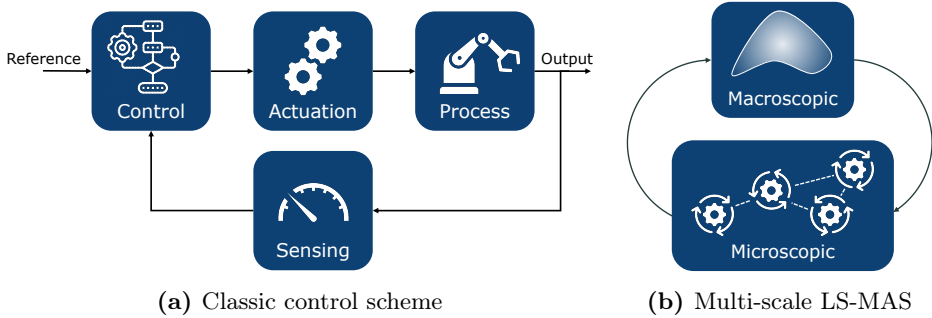 Reference
Control
Actuation
Process
Output
Sensing
(a) Classic control scheme
Macroscopic
Microscopic
(b) Multi-scale LS-MAS